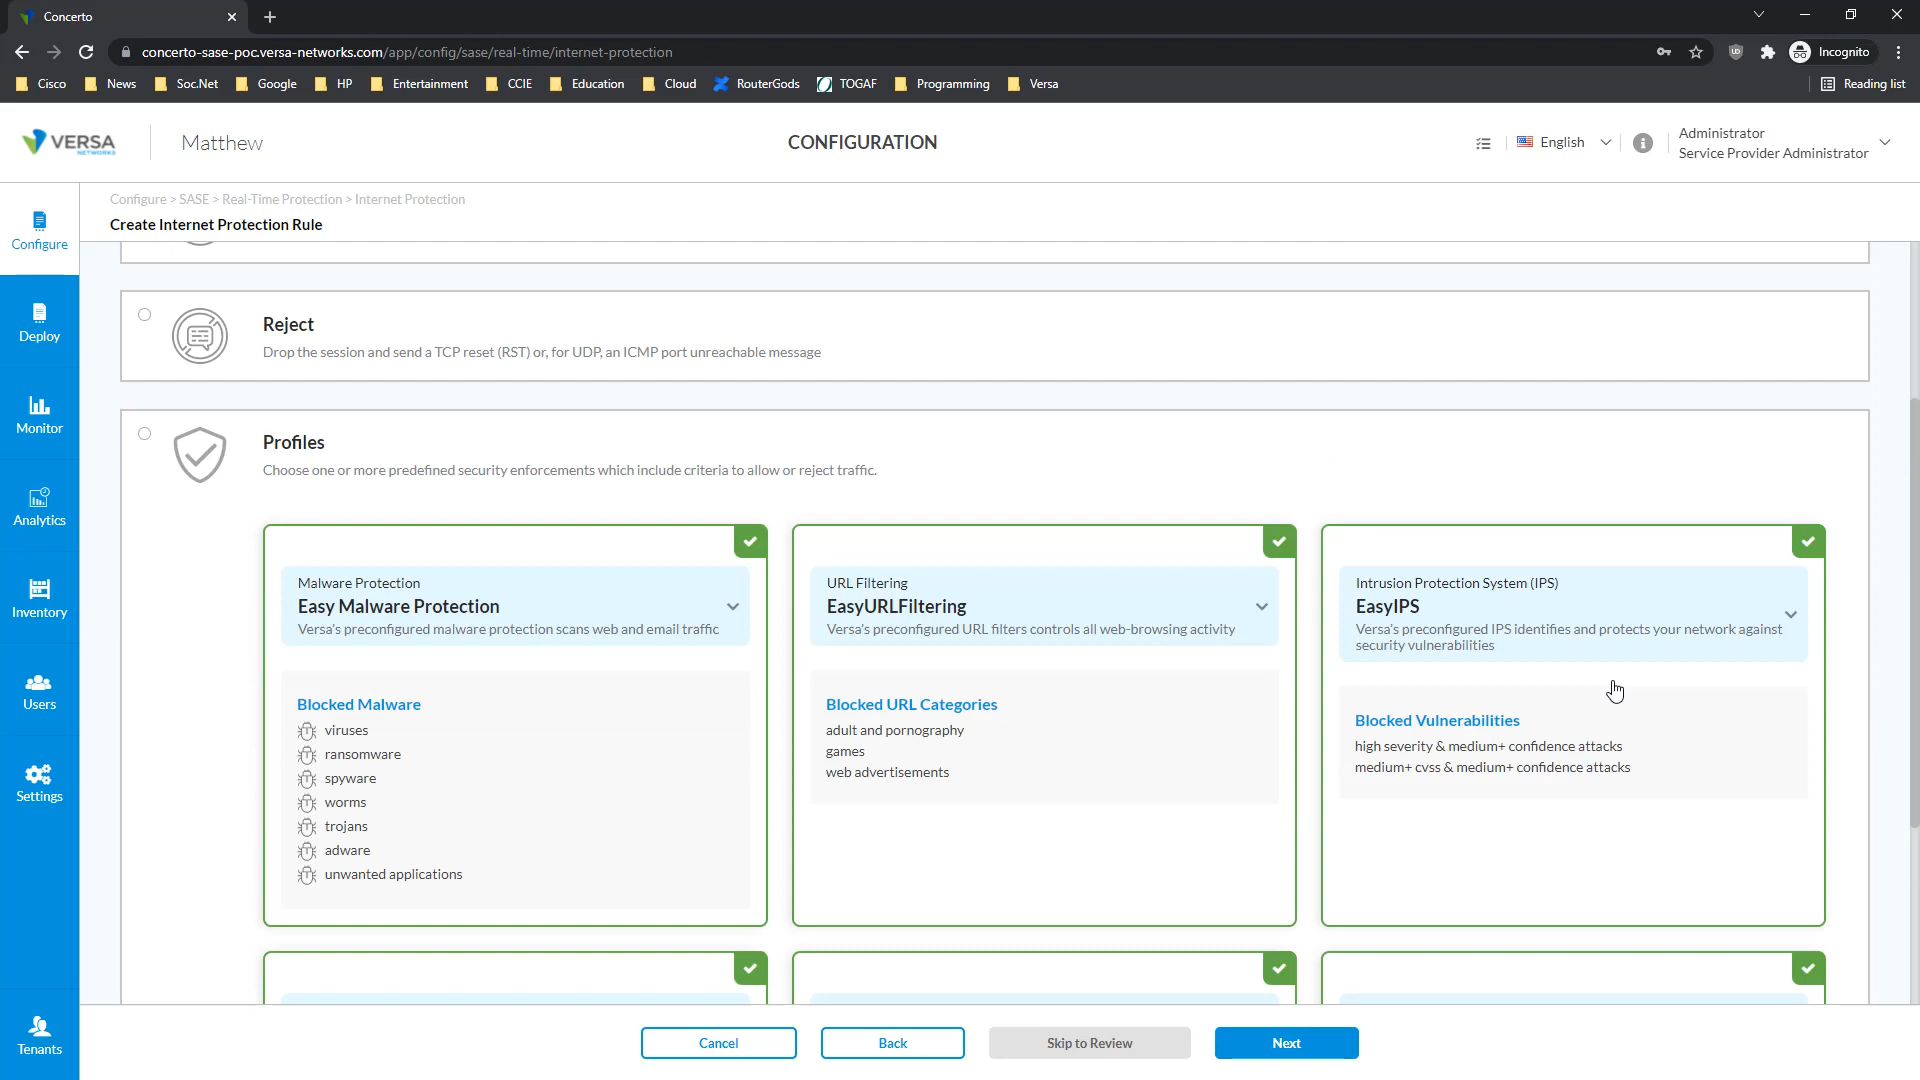 Concerto
concerto-sase-poc.versa-networks.com/app/config/sase/real-time/internet-protection
Incognito
Cisco News Soc.Net Google HP Entertainment CCIE Education Cloud RouterGods TOGAF Programming Versa Reading list
VERSA
NETWORKS
Matthew
CONFIGURATION
English
Administrator
Service Provider Administrator
Configure > SASE > Real-Time Protection > Internet Protection
Create Internet Protection Rule
Configure
Deploy
Monitor
Analytics
Inventory
Users
Settings
Tenants
Reject
Drop the session and send a TCP reset (RST) or, for UDP, an ICMP port unreachable message
Profiles
Choose one or more predefined security enforcements which include criteria to allow or reject traffic.
Malware Protection
Easy Malware Protection
Versa's preconfigured malware protection scans web and email traffic
Blocked Malware
viruses
ransomware
spyware
worms
trojans
adware
unwanted applications
URL Filtering
EasyURLFiltering
Versa's preconfigured URL filters controls all web-browsing activity
Blocked URL Categories
adult and pornography
games
web advertisements
Intrusion Protection System (IPS)
EasyIPS
Versa's preconfigured IPS identifies and protects your network against
security vulnerabilities
Blocked Vulnerabilities
high severity & medium+ confidence attacks
medium+ cvss & medium+ confidence attacks
Cancel
Back
Skip to Review
Next